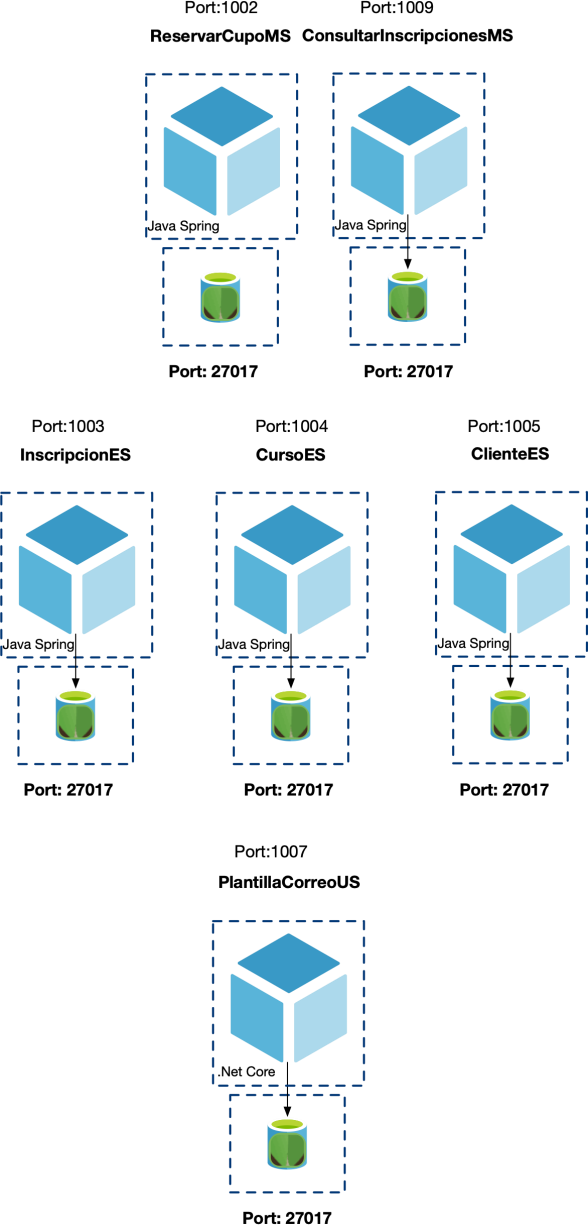 Port:1002
Port:1009
ReservarCupoMS
ConsultarInscripcionesMS
Java Spring
Java Spring
Port: 27017
Port: 27017
Port:1003
Port:1004
Port:1005
InscripcionES
CursoES
ClienteES
Java Spring
Java Spring
Java Spring
Port: 27017
Port: 27017
Port: 27017
Port:1007
PlantillaCorreoUS
.Net Core
Port: 27017